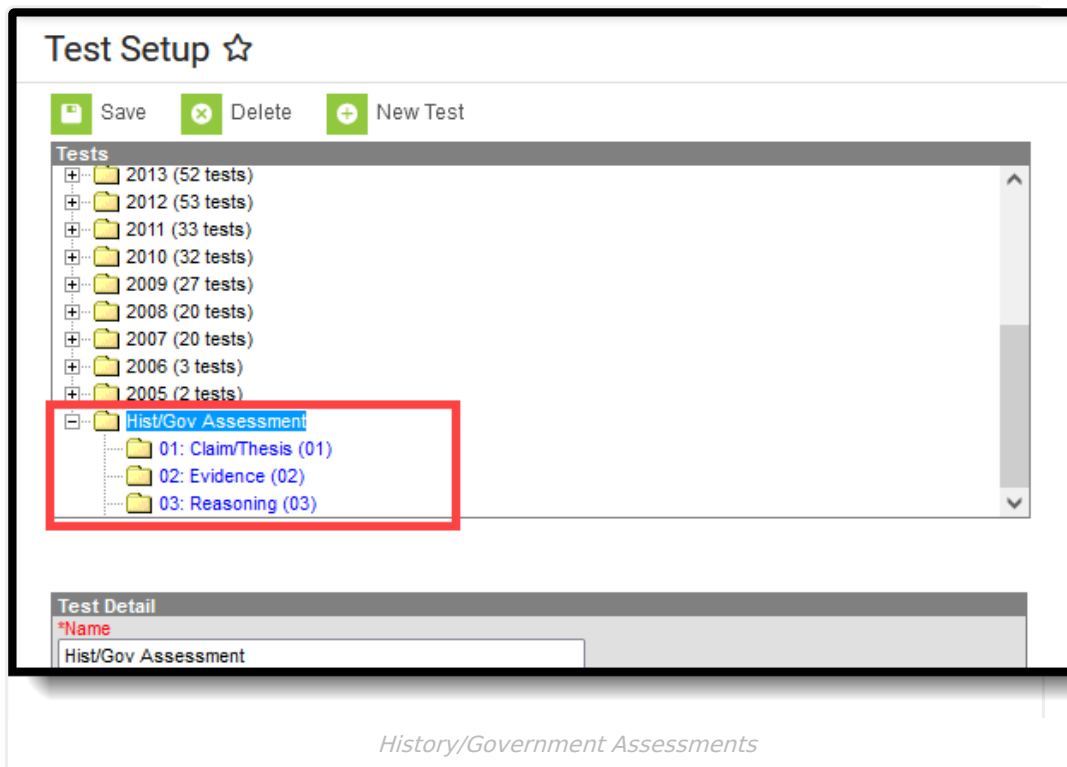 Test Setup
Save Delete New Test
Tests
2013 (52 tests)
2012 (53 tests)
2011 (33 tests)
2010 (32 tests)
2009 (27 tests)
2008 (20 tests)
2007 (20 tests)
2006 (3 tests)
2005 (2 tests)
Hist/Gov Assessment
01: Claim/Thesis (01)
02: Evidence (02)
03: Reasoning (03)
Test Detail
*Name
Hist/Gov Assessment
History/Government Assessments